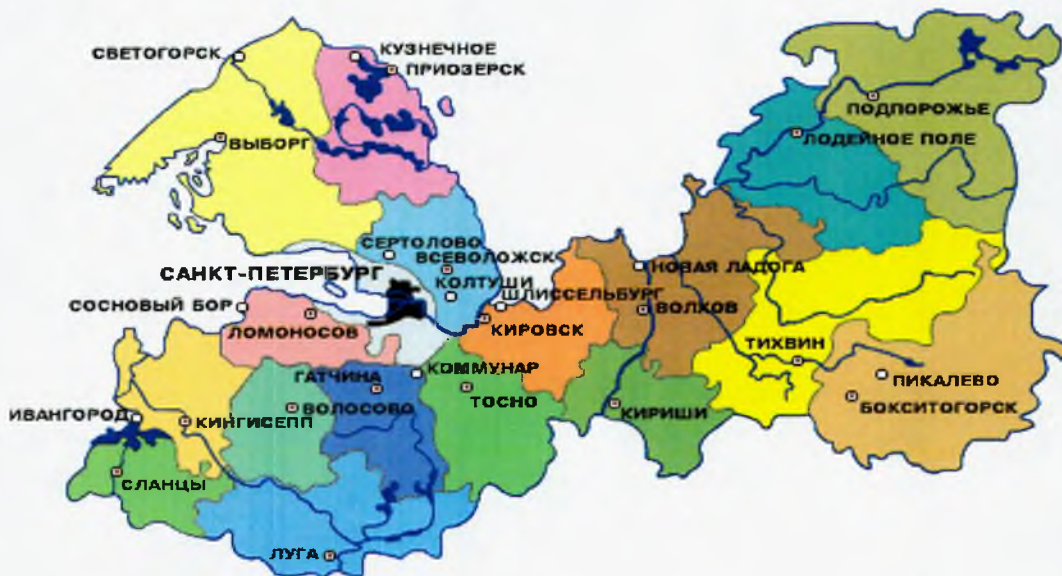 СВЕТОГОРСК
КУЗНЕЧНОЕ
ПРИОЗЕРСК
ПОДПОРОЖЬЕ
ВЫБОРГ
ЛОДЕЙНОЕ ПОЛЕ
СЕРТОЛОВО
ВСЕВОЛОЖСК
САНКТ-ПЕТЕРБУРГ
НОВАЯ ЛАДОГА
КОЛТУШИ
ШЛИССЕЛЬБУРГ
СОСНОВЫЙ БОР
ВОЛХОВ
ЛОМОНОСОВ
КИРОВСК
ТИХВИН
КОММУНАР
ГАТЧИНА
ПИКАЛЕВО
ТОСНО
ВОЛОСОВО
КИРИШИ
БОКСИТОГОРСК
ИВАНГОРОД
КИНГИСЕПП
СЛАНЦЫ
ЛУГА